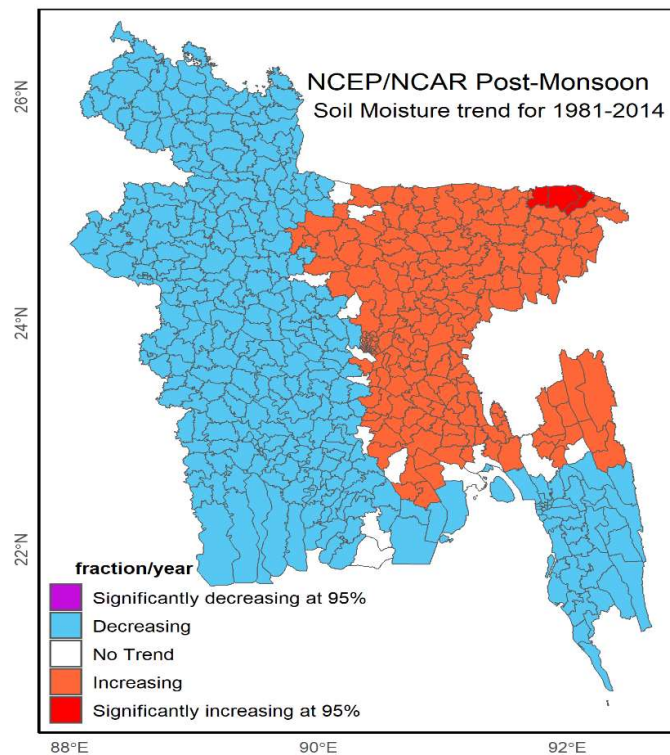 NCEP/NCAR Post-Monsoon
Soil Moisture trend for 1981-2014
26°N
24°N
22°N
fraction/year
Significantly decreasing at 95%
Decreasing
No Trend
Increasing
Significantly increasing at 95%
88°E
90°E
92°E